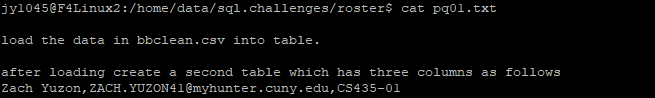 jy1045@F4Linux2:/home/data/sql.challenges/roster$ cat pq01.txt
load the data in bbclean.csv into table.
after loading create a second table which has three columns as follows
Zach Yuzon,ZACH.YUZON41@myhunter.cuny.edu,CS435-01